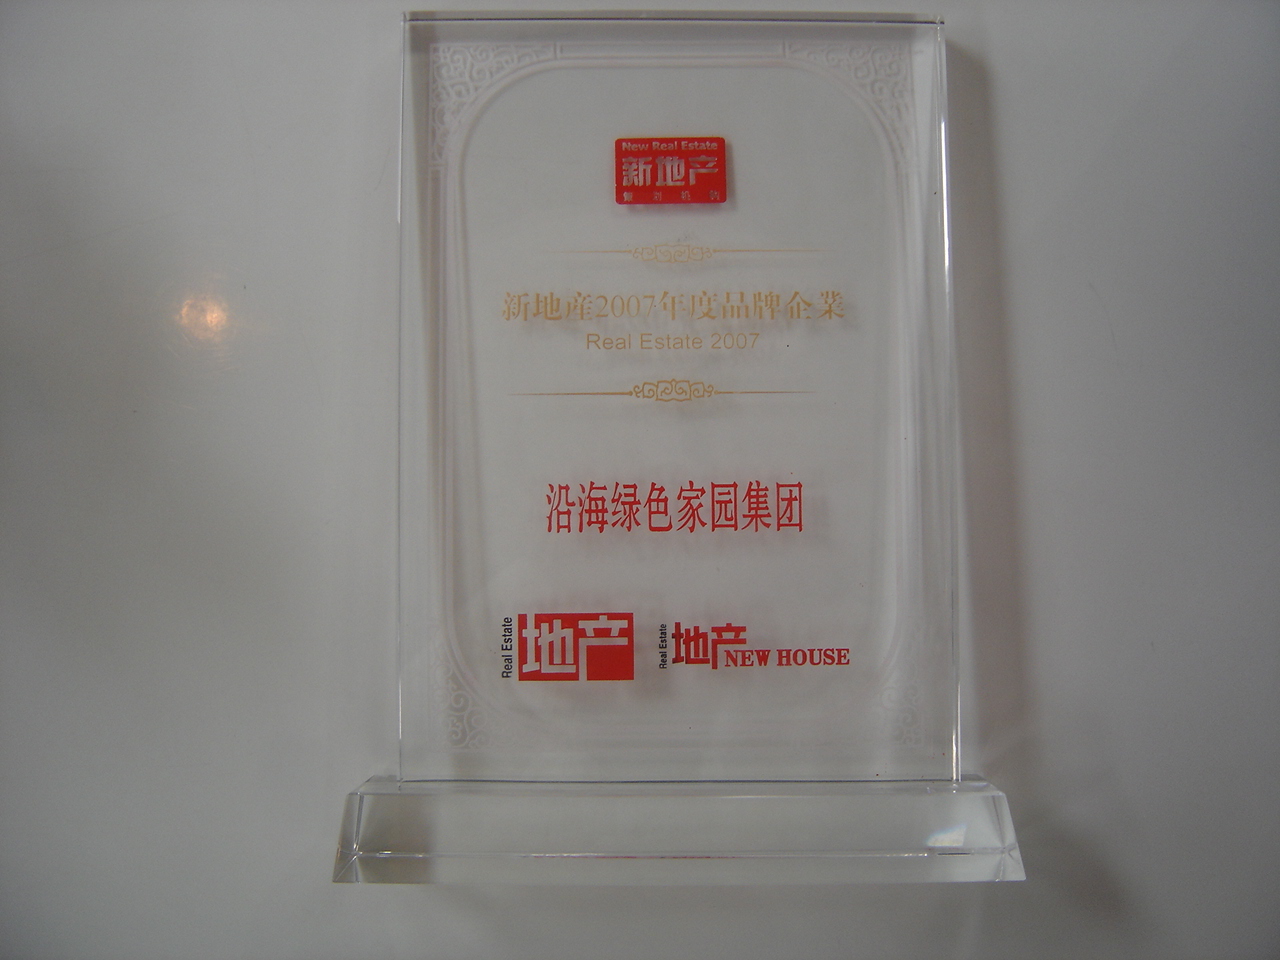 New Real Estate
新地产
新地産2007年度品牌企業
Real Estate 2007
沿海绿色家园集团
Real Estate 地产
Real Estate 地产 NEW HOUSE